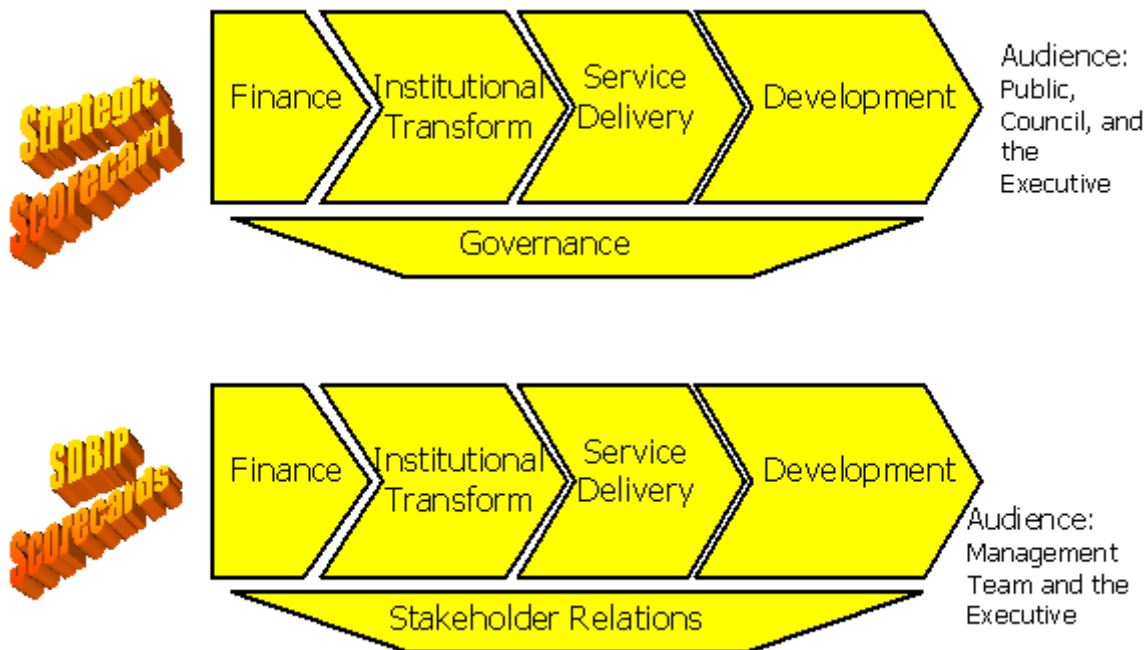 Strategic
Scorecard
Finance
Institutional
Transform
Service
Delivery
Development
Audience:
Public,
Council, and
the
Executive
Governance
SDBIP
Scorecards
Finance
Institutional
Transform
Service
Delivery
Development
Audience:
Management
Team and the
Executive
Stakeholder Relations